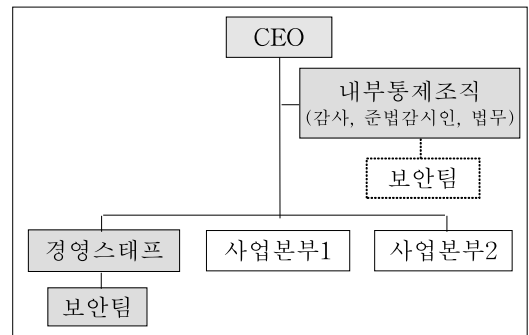 CEO
내부통제조직
(감사, 준법감시인, 법무)
보안팀
경영스태프
사업본부1
사업본부2
보안팀